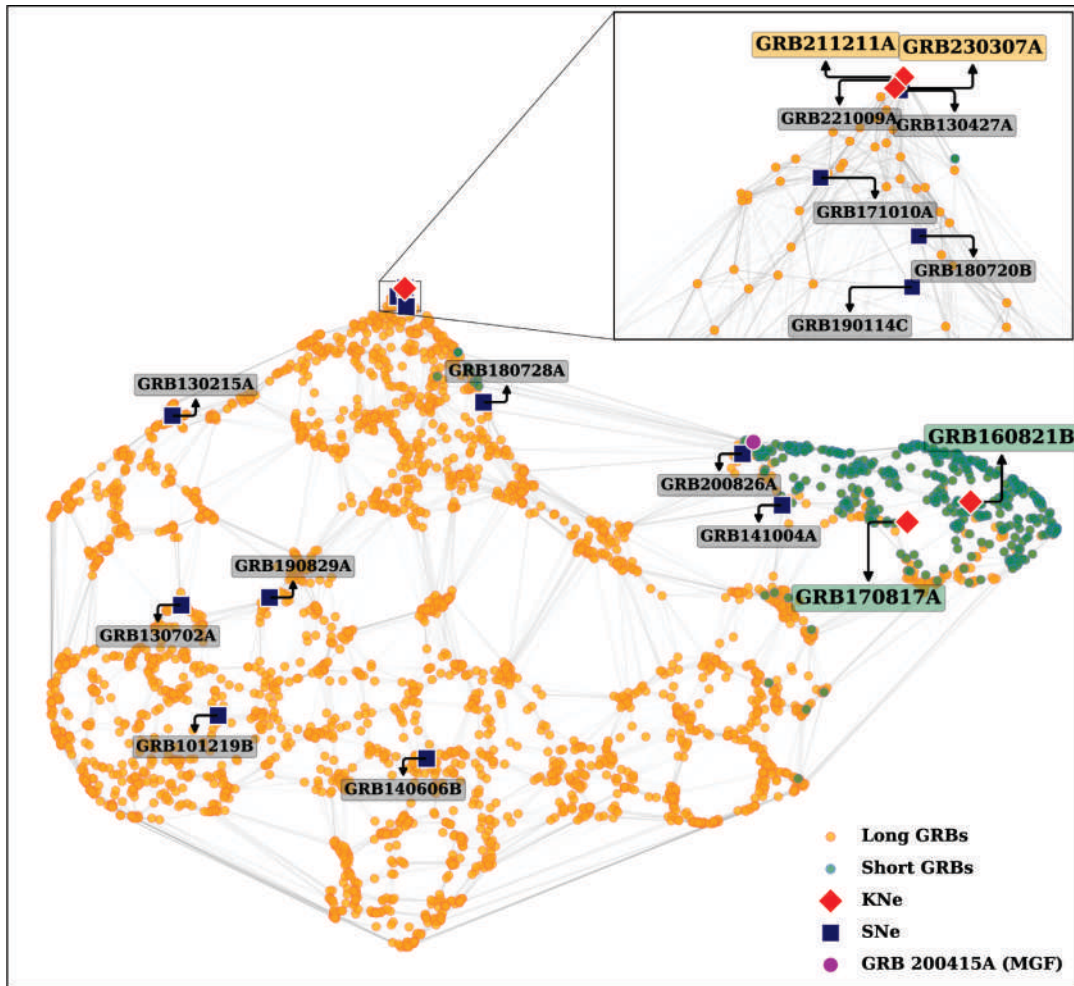 GRB211211A
GRB230307A
GRB221009A
GRB130427A
GRB171010A
GRB180720B
GRB190114C
GRB130215A
GRB180728A
GRB160821B
GRB200826A
GRB141004A
GRB190829A
GRB170817A
GRB130702A
GRB101219B
GRB140606B
Long GRBs
Short GRBs
KNe
SNe
GRB 200415A (MGF)